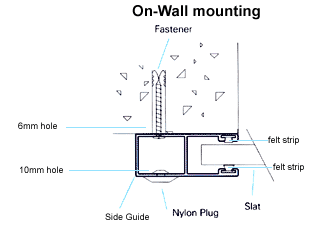 On-Wall mounting
Fastener
6mm hole
felt strip
felt strip
10mm hole
Side Guide
Nylon Plug
Slat